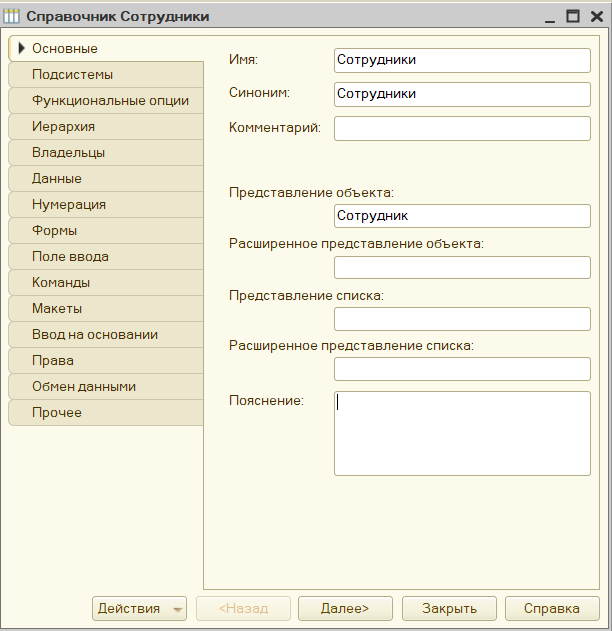 Справочник Сотрудники
Основные
Подсистемы
Функциональные опции
Иерархия
Владельцы
Данные
Нумерация
Формы
Поле ввода
Команды
Макеты
Ввод на основании
Права
Обмен данными
Прочее
Имя: Сотрудники
Синоним: Сотрудники
Комментарий:
Представление объекта:
Сотрудник
Расширенное представление объекта:
Представление списка:
Расширенное представление списка:
Пояснение:
Действия <Назад Далее> Закрыть Справка